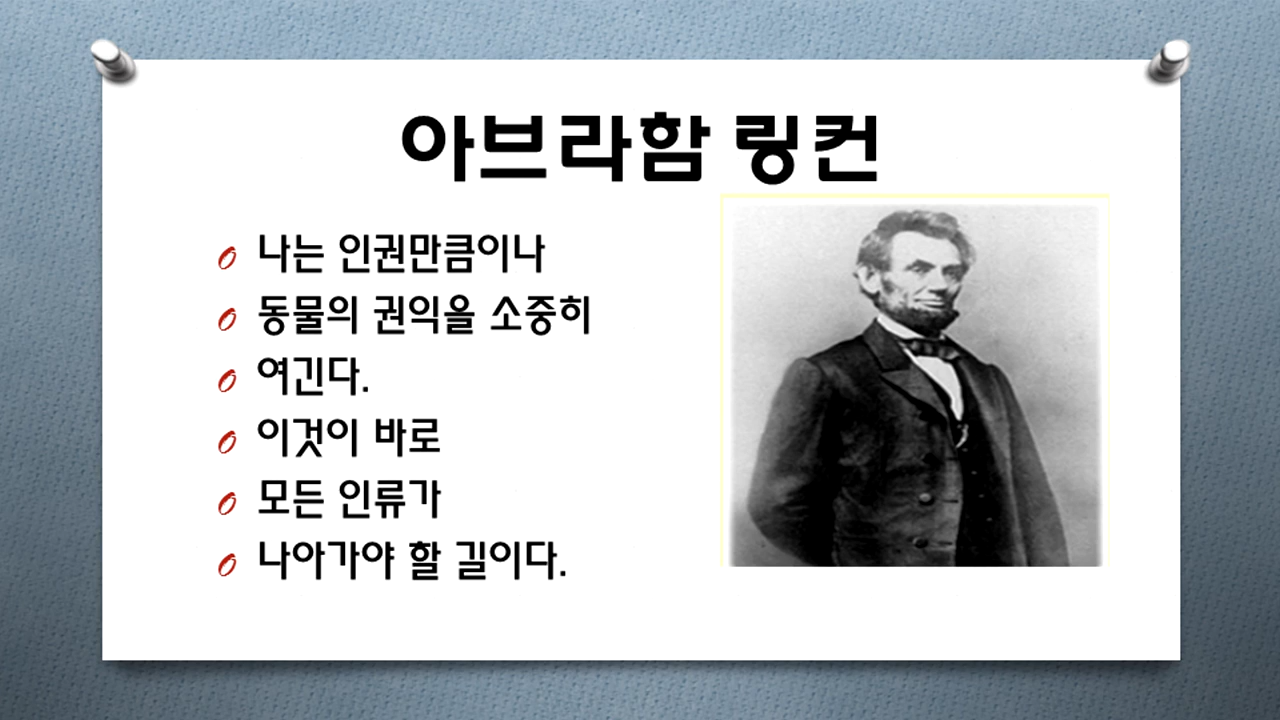 아브라함 링컨
나는 인권만큼이나
동물의 권익을 소중히
여긴다.
이것이 바로
모든 인류가
나아가야 할 길이다.